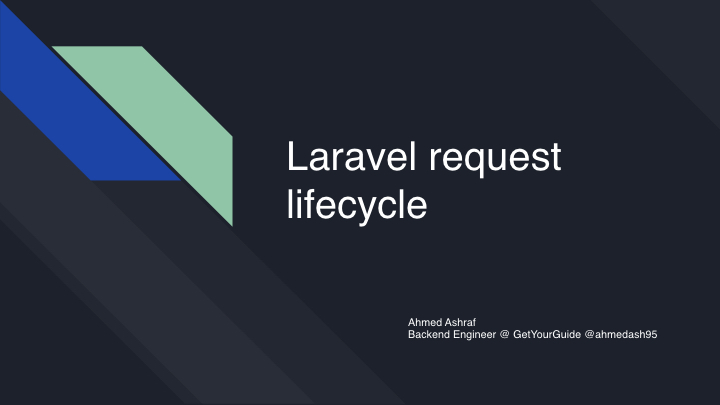 Laravel request
lifecycle
Ahmed Ashraf
Backend Engineer @ GetYourGuide @ahmedash95